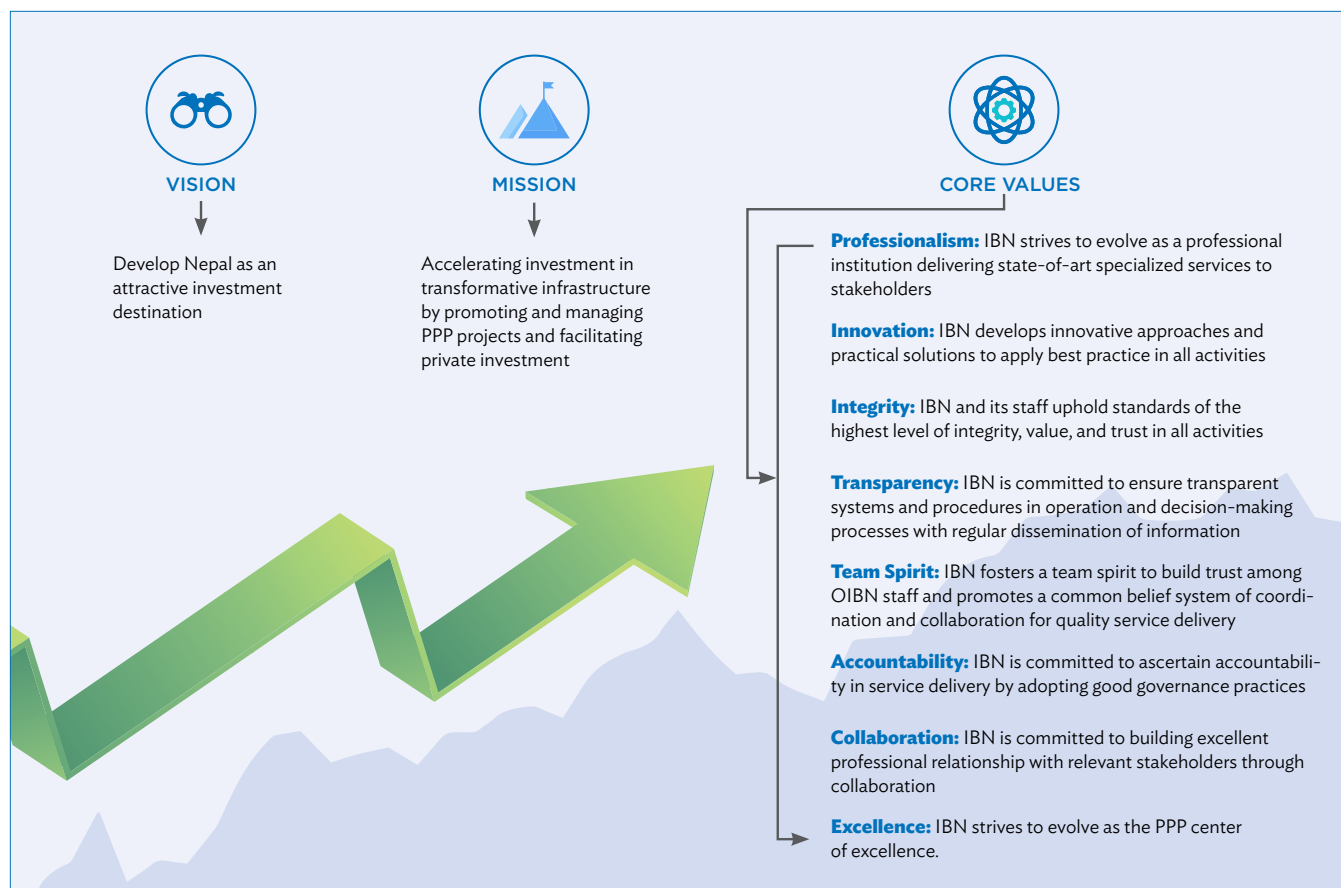 VISION
Develop Nepal as an
attractive investment
destination
MISSION
Accelerating investment in
transformative infrastructure
by promoting and managing
PPP projects and facilitating
private investment
CORE VALUES
Professionalism: IBN strives to evolve as a professional
institution delivering state-of-art specialized services to
stakeholders
Innovation: IBN develops innovative approaches and
practical solutions to apply best practice in all activities
Integrity: IBN and its staff uphold standards of the
highest level of integrity, value, and trust in all activities
Transparency: IBN is committed to ensure transparent
systems and procedures in operation and decision-making
processes with regular dissemination of information
Team Spirit: IBN fosters a team spirit to build trust among
OIBN staff and promotes a common belief system of coordi-
nation and collaboration for quality service delivery
Accountability: IBN is committed to ascertain accountabili-
ty in service delivery by adopting good governance practices
Collaboration: IBN is committed to building excellent
professional relationship with relevant stakeholders through
collaboration
Excellence: IBN strives to evolve as the PPP center
of excellence.